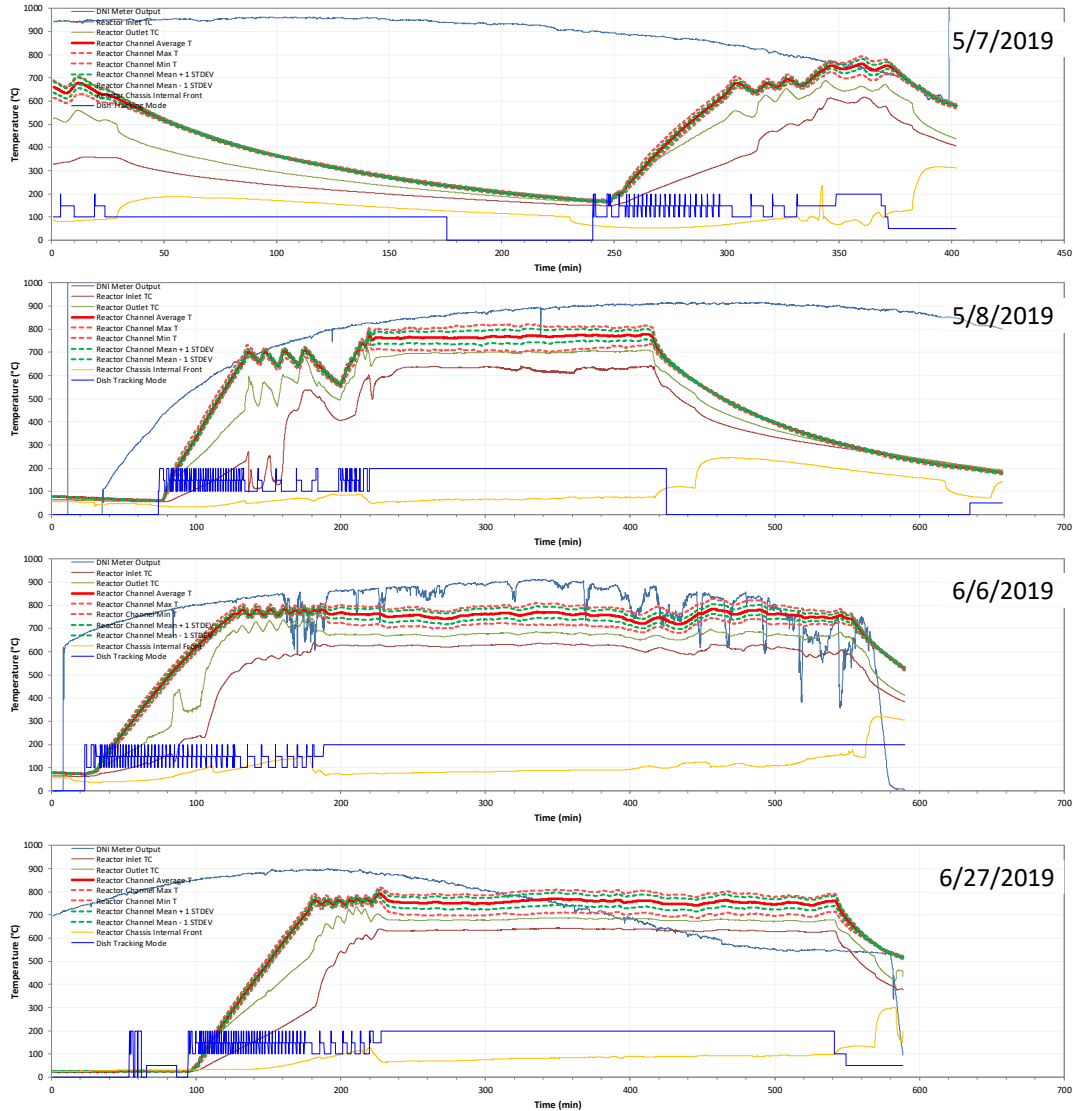 5/7/2019
1000
900
800
700
600
500
400
300
200
100
0
Temperature (°C)
DNI Meter Output
Reactor Inlet TC
Reactor Outlet TC
Reactor Channel Average T
Reactor Channel Max T
Reactor Channel Min T
Reactor Channel Mean + 1 STDEV
Reactor Channel Mean - 1 STDEV
Reactor Chassis Internal Front
Dish Tracking Mode
0 50 100 150 200 250 300 350 400 450
Time (min)
5/8/2019
1000
900
800
700
600
500
400
300
200
100
0
Temperature (°C)
DNI Meter Output
Reactor Inlet TC
Reactor Outlet TC
Reactor Channel Average T
Reactor Channel Max T
Reactor Channel Min T
Reactor Channel Mean + 1 STDEV
Reactor Channel Mean - 1 STDEV
Reactor Chassis Internal Front
Dish Tracking Mode
0 100 200 300 400 500 600 700
Time (min)
6/6/2019
1000
900
800
700
600
500
400
300
200
100
0
Temperature (°C)
DNI Meter Output
Reactor Inlet TC
Reactor Outlet TC
Reactor Channel Average T
Reactor Channel Max T
Reactor Channel Min T
Reactor Channel Mean + 1 STDEV
Reactor Channel Mean - 1 STDEV
Reactor Chassis Internal Front
Dish Tracking Mode
0 100 200 300 400 500 600 700
Time (min)
6/27/2019
1000
900
800
700
600
500
400
300
200
100
0
Temperature (°C)
DNI Meter Output
Reactor Inlet TC
Reactor Outlet TC
Reactor Channel Average T
Reactor Channel Max T
Reactor Channel Min T
Reactor Channel Mean + 1 STDEV
Reactor Channel Mean - 1 STDEV
Reactor Chassis Internal Front
Dish Tracking Mode
0 100 200 300 400 500 600 700
Time (min)